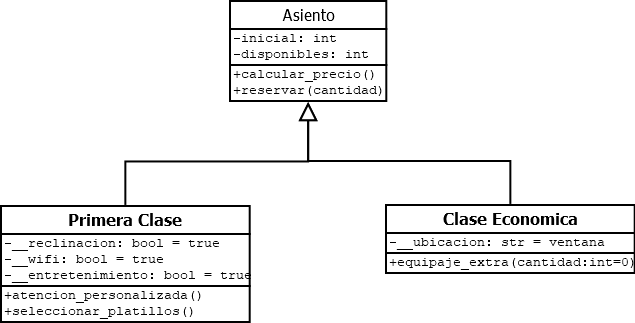 Asiento
-inicial: int
-disponibles: int
+calcular_precio()
+reservar(cantidad)
Primera Clase
-__reclinacion: bool = true
-__wifi: bool = true
-__entretenimiento: bool = true
+atencion_personalizada()
+seleccionar_platillos()
Clase Economica
-__ubicacion: str = ventana
+equipaje_extra(cantidad:int=0)